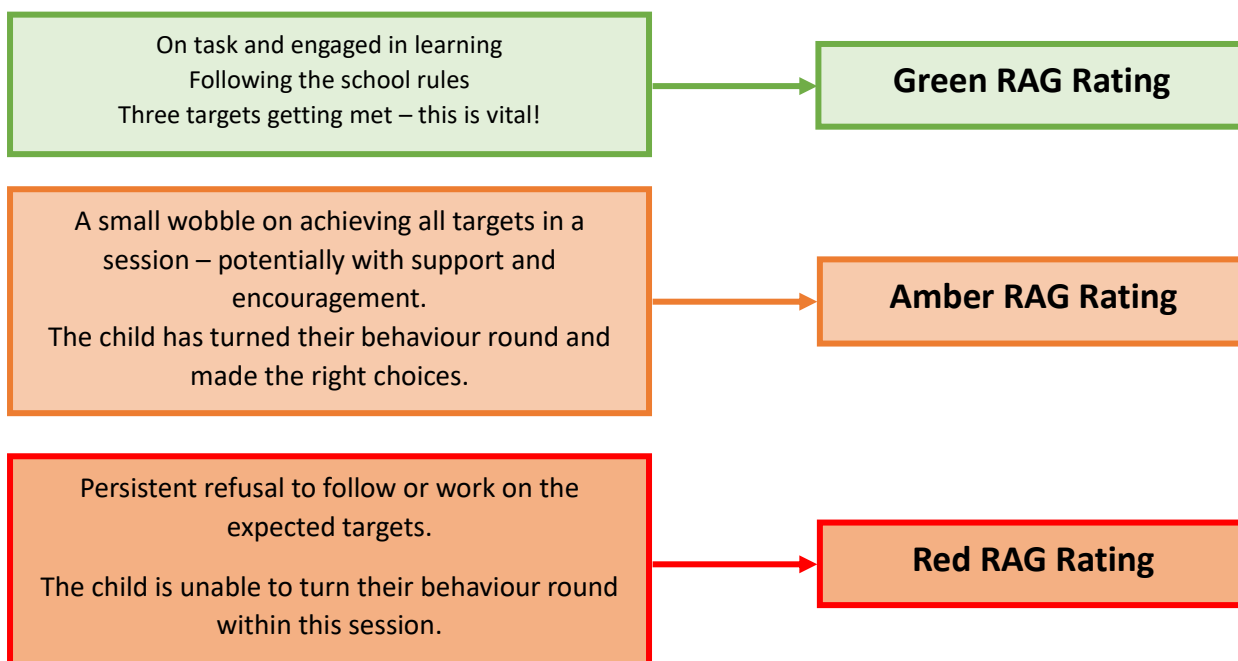 On task and engaged in learning
Following the school rules
Three targets getting met – this is vital!
Green RAG Rating
A small wobble on achieving all targets in a
session – potentially with support and
encouragement.
The child has turned their behaviour round and
made the right choices.
Amber RAG Rating
Persistent refusal to follow or work on the
expected targets.
The child is unable to turn their behaviour round
within this session.
Red RAG Rating